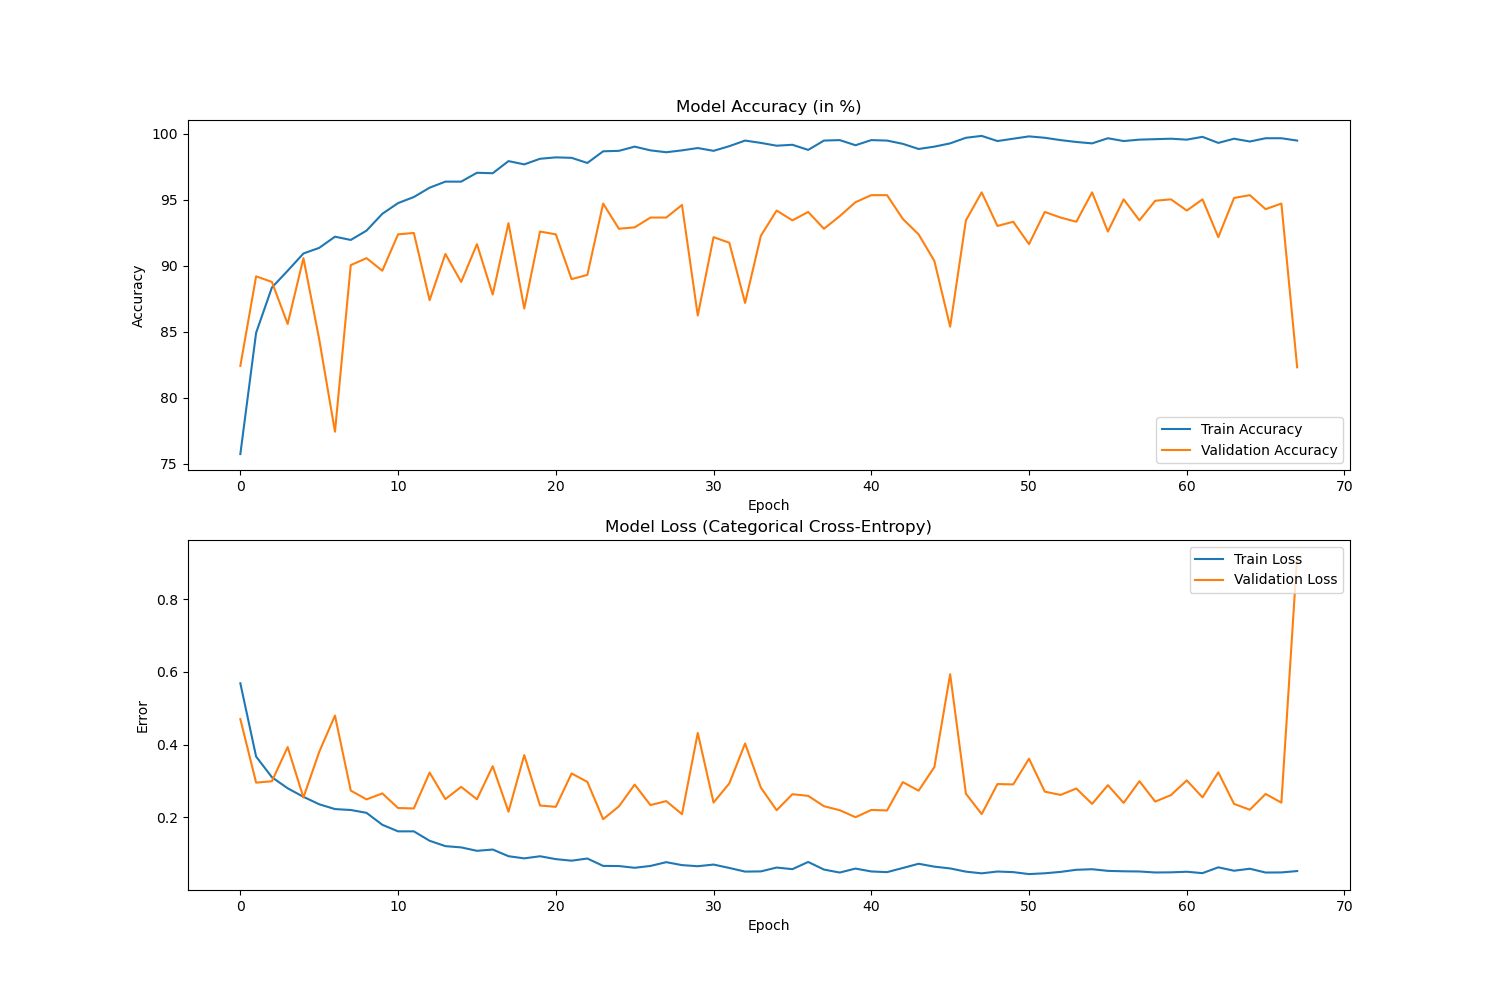 Model Accuracy (in %)
100
95
90
85
80
75
Accuracy
Train Accuracy
Validation Accuracy
0 10 20 30 40 50 60 70
Epoch
Model Loss (Categorical Cross-Entropy)
Train Loss
Validation Loss
0.8
0.6
0.4
0.2
Error
0 10 20 30 40 50 60 70
Epoch